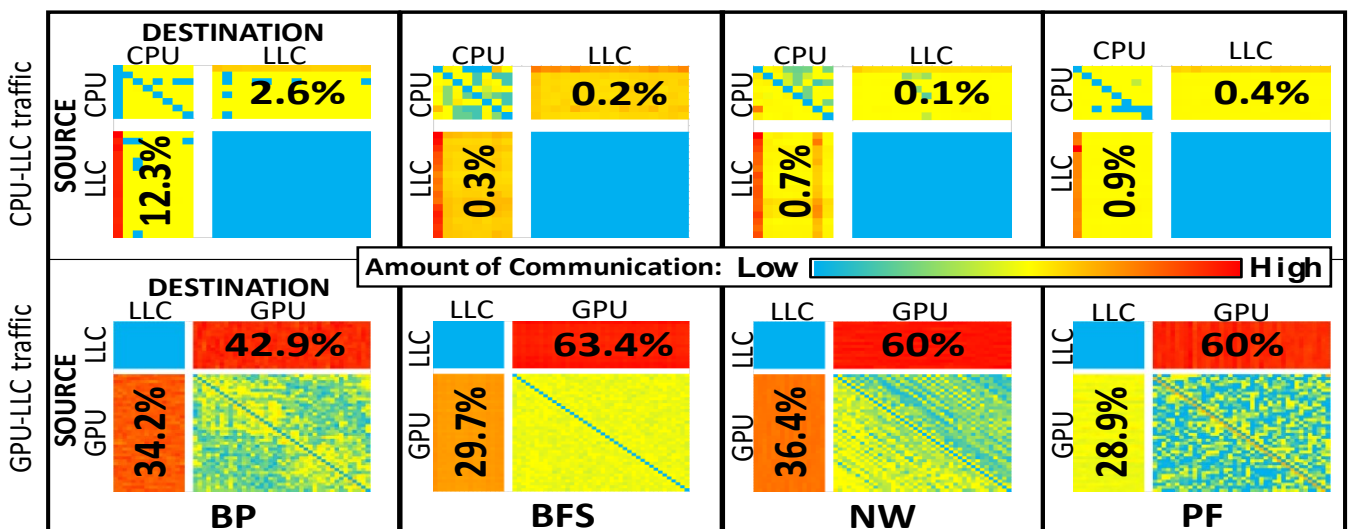 DESTINATION
CPU LLC
CPU LLC
CPU LLC
CPU LLC
CPU-LLC traffic
SOURCE
CPU
2.6%
CPU
0.2%
CPU
0.1%
CPU
0.4%
LLC
12.3%
LLC
0.3%
LLC
0.7%
LLC
0.9%
Amount of Communication: Low High
DESTINATION
LLC GPU
LLC GPU
LLC GPU
LLC GPU
GPU-LLC traffic
SOURCE
LLC
42.9%
LLC
63.4%
LLC
60%
LLC
60%
GPU
34.2%
GPU
29.7%
GPU
36.4%
GPU
28.9%
BP
BFS
NW
PF